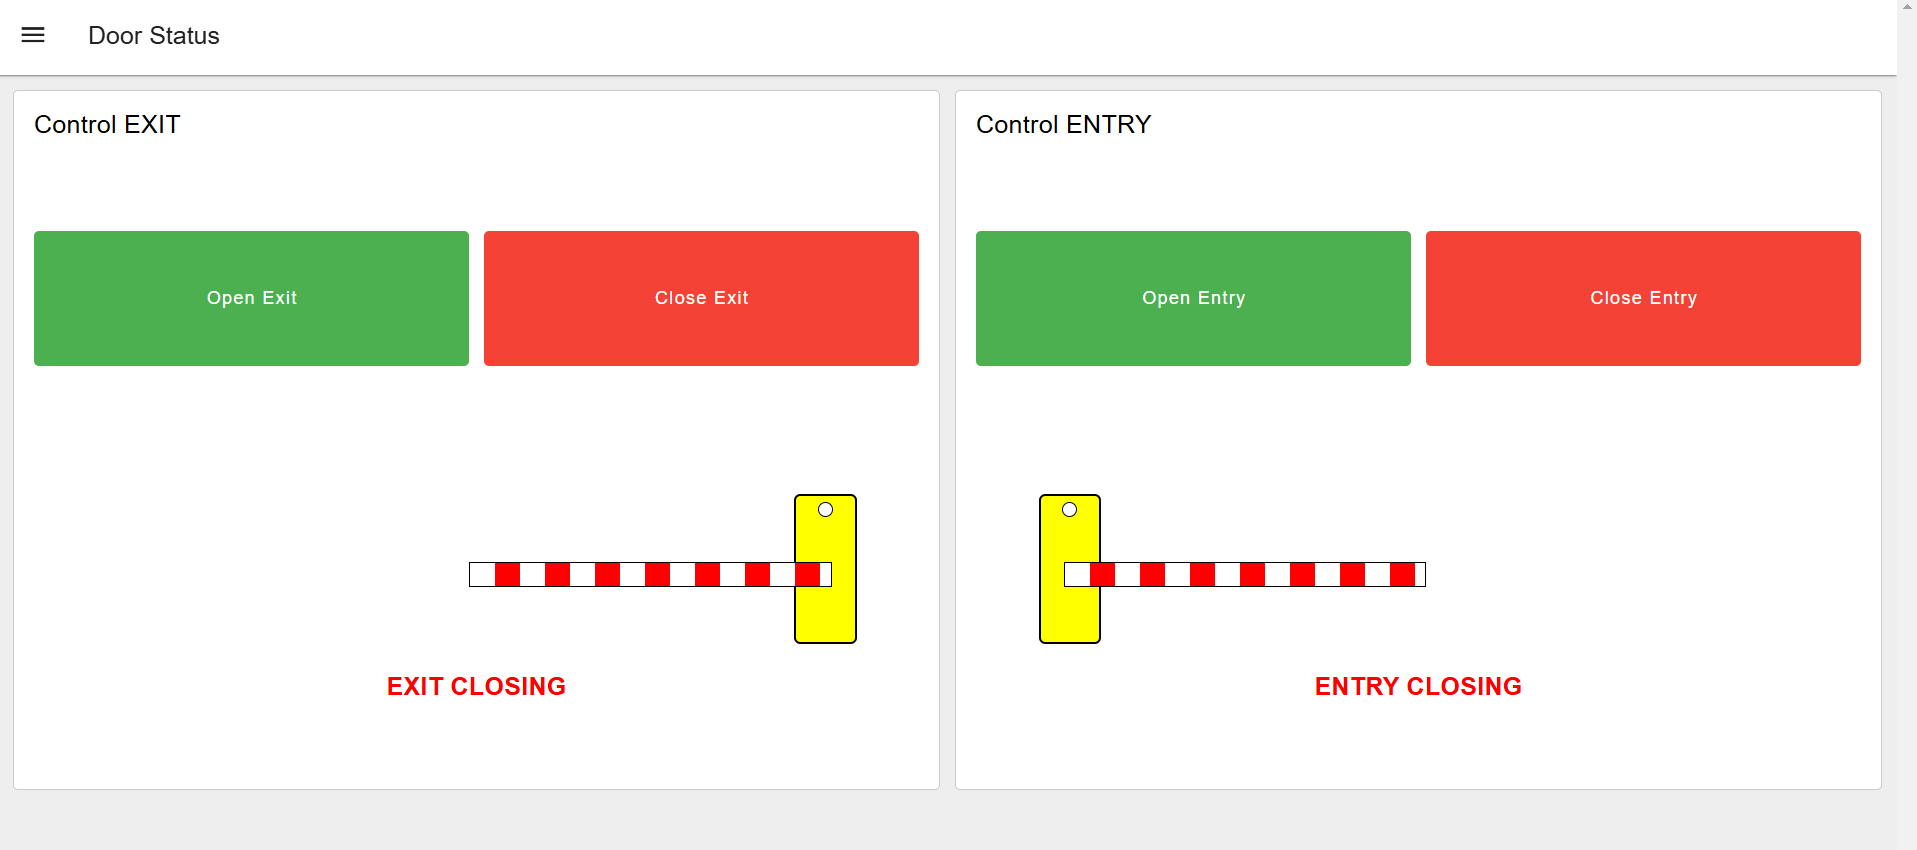 Door Status
Control EXIT
Open Exit
Close Exit
EXIT CLOSING
Control ENTRY
Open Entry
Close Entry
ENTRY CLOSING